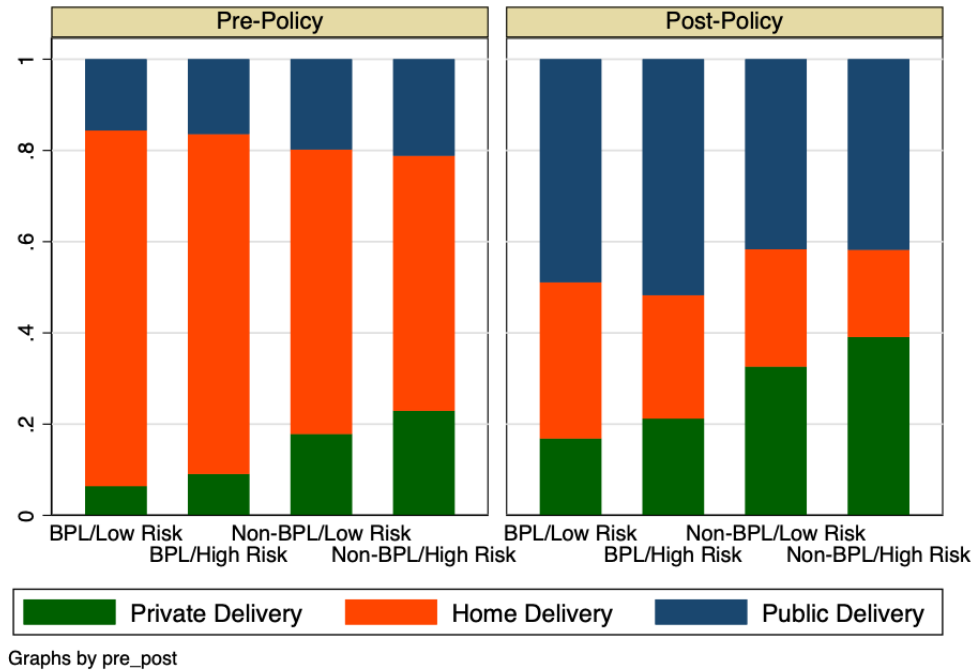 Pre-Policy
Post-Policy
1
.8
.6
.4
.2
0
BPL/Low Risk
BPL/High Risk
Non-BPL/Low Risk
Non-BPL/High Risk
BPL/Low Risk
BPL/High Risk
Non-BPL/Low Risk
Non-BPL/High Risk
Private Delivery
Home Delivery
Public Delivery
Graphs by pre_post